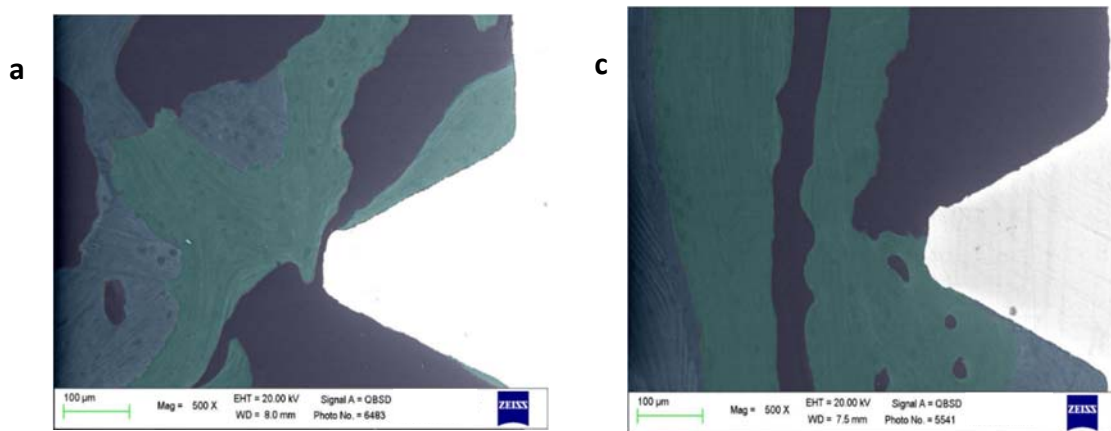 a
c
100 µm
Mag = 500 X
EHT = 20.00 kV
WD = 8.0 mm
Signal A = QBSD
Photo No. = 6483
ZEISS
100 µm
Mag = 500 X
EHT = 20.00 kV
WD = 7.5 mm
Signal A = QBSD
Photo No. = 5541
ZEISS